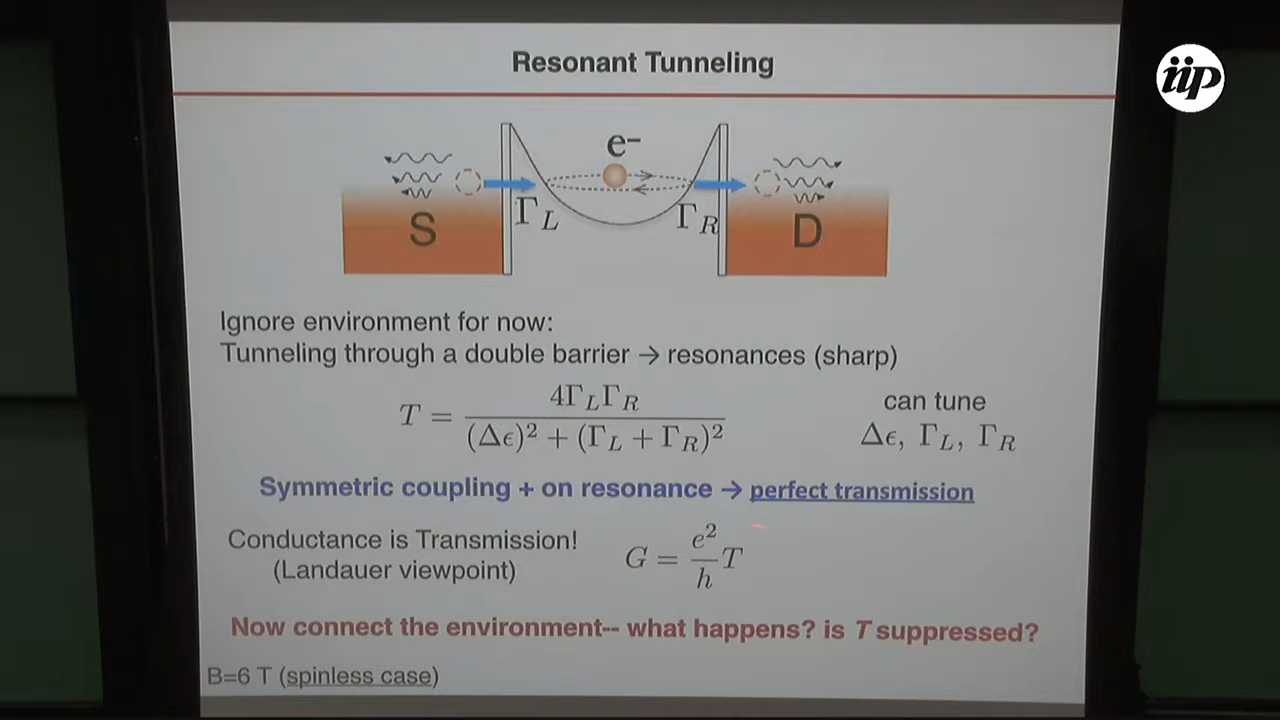 Resonant Tunneling
iip
e−
S
Γ_L
Γ_R
D
Ignore environment for now:
Tunneling through a double barrier → resonances (sharp)
T = 4Γ_LΓ_R / ((Δϵ)² + (Γ_L + Γ_R)²)
can tune
Δϵ, Γ_L, Γ_R
Symmetric coupling + on resonance → perfect transmission
Conductance is Transmission!
(Landauer viewpoint)
G = e²/h T
Now connect the environment-- what happens? is T suppressed?
B=6 T (spinless case)